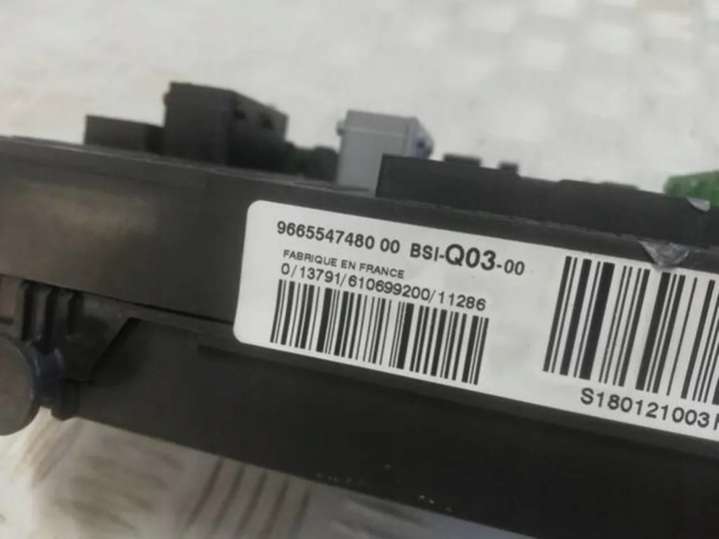 9665547480 00 BSI-Q03-00
FABRIQUE EN FRANCE
0/13791/610699200/11286
S180121003